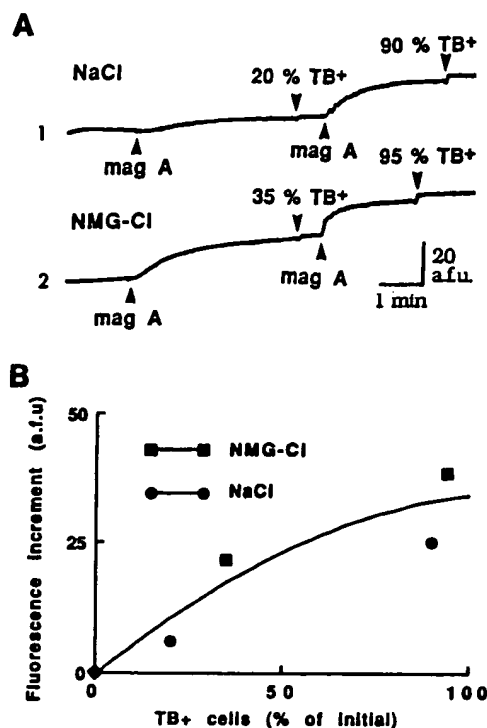 A
NaCl
90 % TB+
20 % TB+
1
mag A
mag A
95 % TB+
35 % TB+
NMG-Cl
20
a.f.u.
2
mag A
mag A
1 min
B
50
25
0
Fluorescence increment (a.f.u)
NMG-Cl
NaCl
0
50
100
TB+ cells (% of initial)